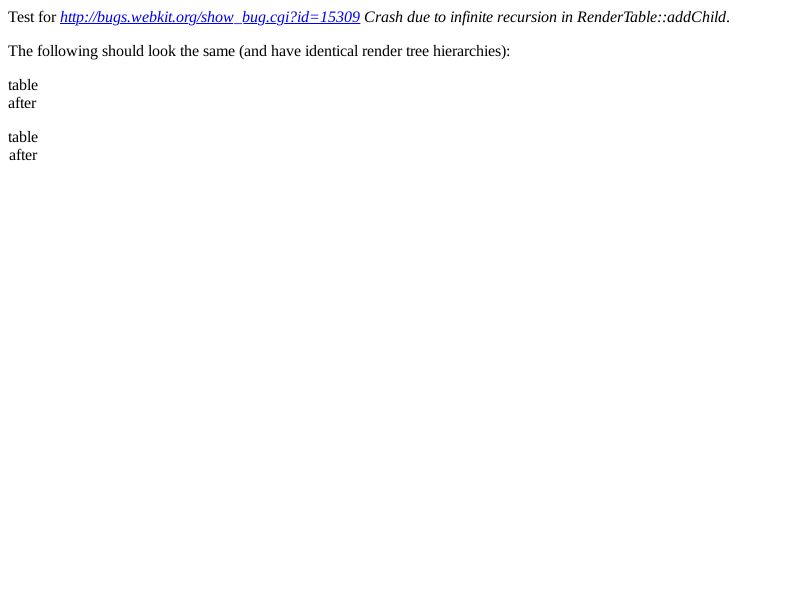 Test for http://bugs.webkit.org/show_bug.cgi?id=15309 Crash due to infinite recursion in RenderTable::addChild.
The following should look the same (and have identical render tree hierarchies):
table
after
table
after